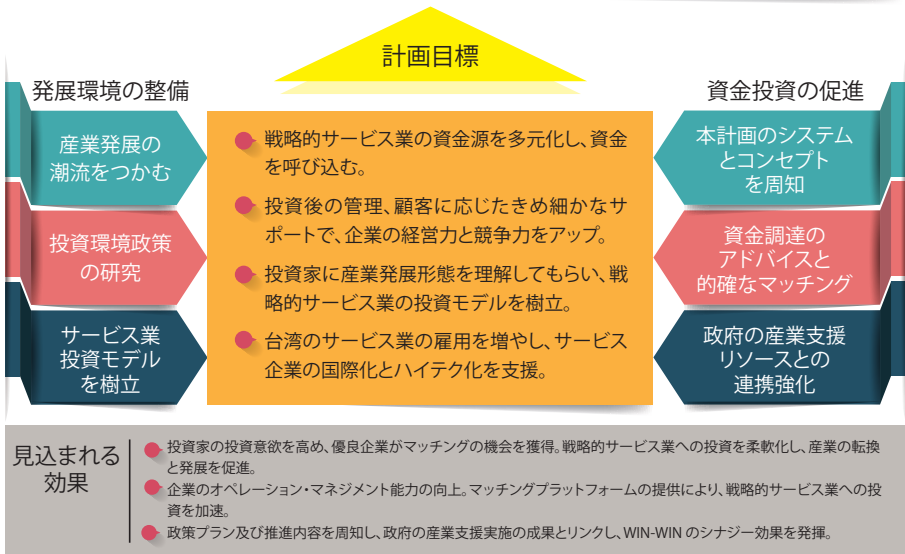 計画目標
発展環境の整備
産業発展の
潮流をつかむ
投資環境政策
の研究
サービス業
投資モデル
を樹立
戦略的サービス業の資金源を多元化し、資金
を呼び込む。
投資後の管理、顧客に応じたきめ細かなサ
ポートで、企業の経営力と競争力をアップ。
投資家に産業発展形態を理解してもらい、戦
略的サービス業の投資モデルを樹立。
台湾のサービス業の雇用を増やし、サービス
企業の国際化とハイテク化を支援。
資金投資の促進
本計画のシステム
とコンセプト
を周知
資金調達の
アドバイスと
的確なマッチング
政府の産業支援
リソースとの
連携強化
見込まれる
効果
投資家の投資意欲を高め、優良企業がマッチングの機会を獲得。戦略的サービス業への投資を柔軟化し、産業の転換
と発展を促進。
企業のオペレーション・マネジメント能力の向上。マッチングプラットフォームの提供により、戦略的サービス業への投
資を加速。
政策プラン及び推進内容を周知し、政府の産業支援実施の成果とリンクし、WIN-WIN のシナジー効果を発揮。